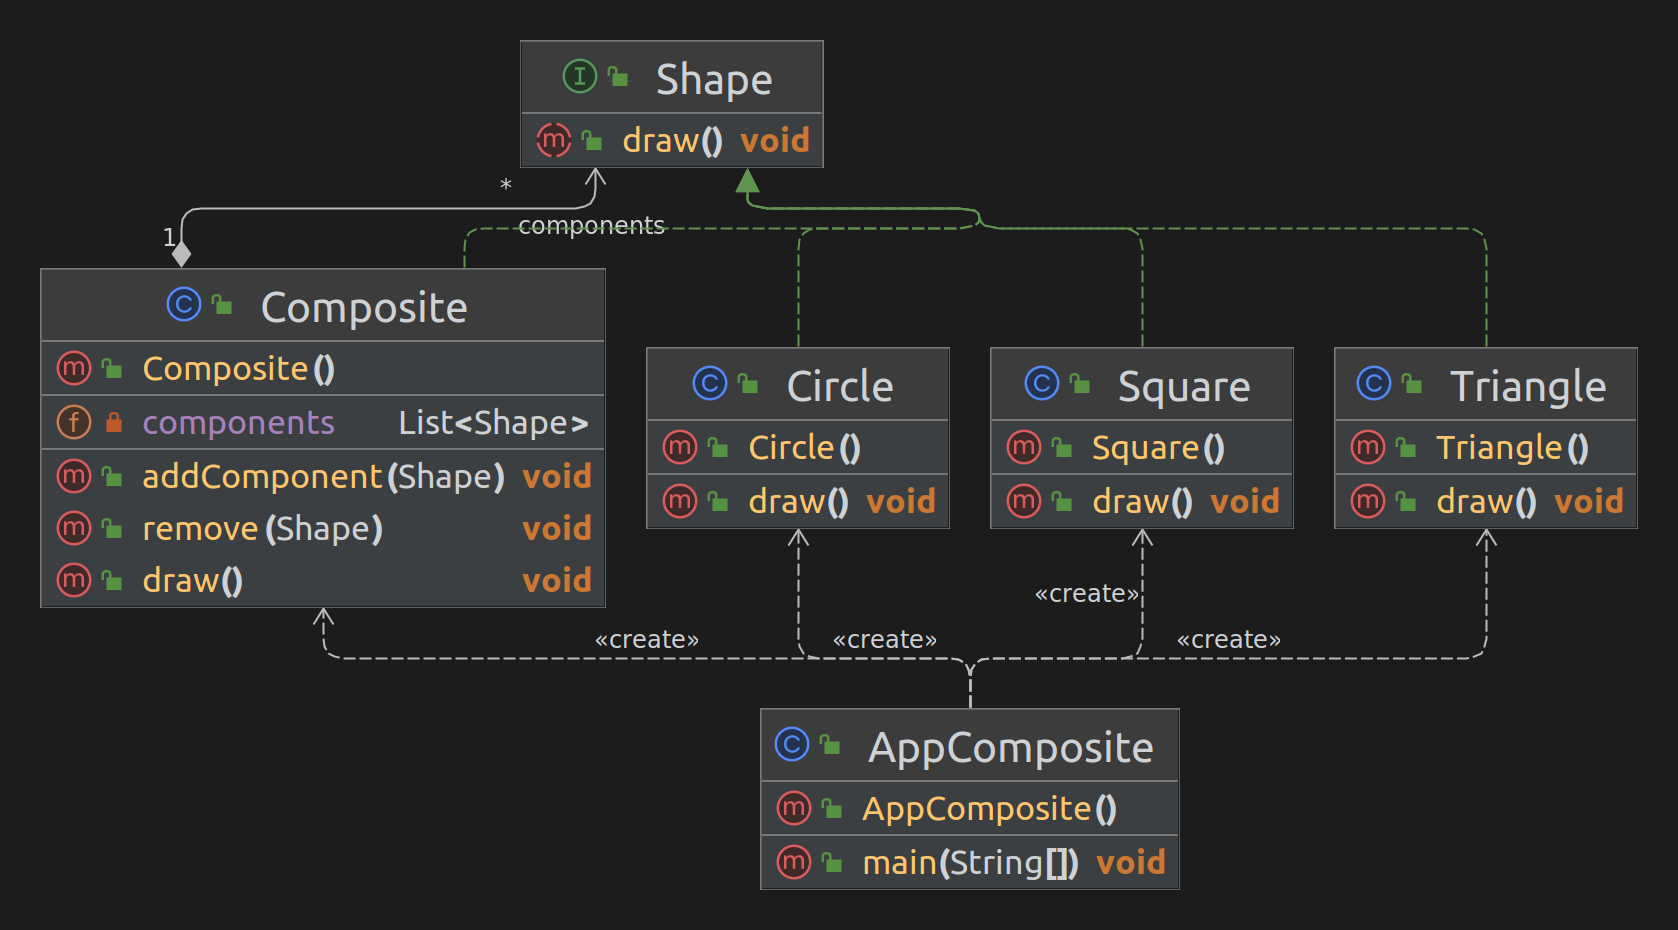 Shape
draw() void
*
components
1
Composite
Composite()
components List<Shape>
addComponent(Shape) void
remove(Shape) void
draw() void
Circle
Circle()
draw() void
Square
Square()
draw() void
Triangle
Triangle()
draw() void
«create»
«create»
«create»
«create»
AppComposite
AppComposite()
main(String[]) void